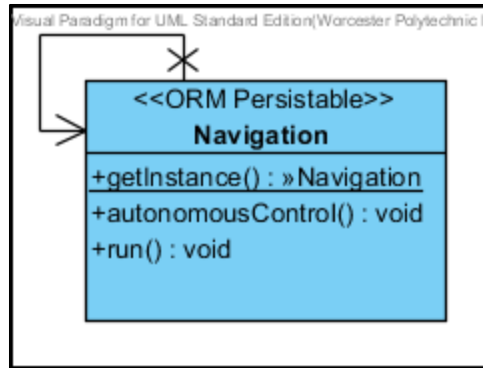 Visual Paradigm for UML Standard Edition(Worcester Polytechnic
<<ORM Persistable>>
Navigation
+getInstance() : »Navigation
+autonomousControl() : void
+run() : void